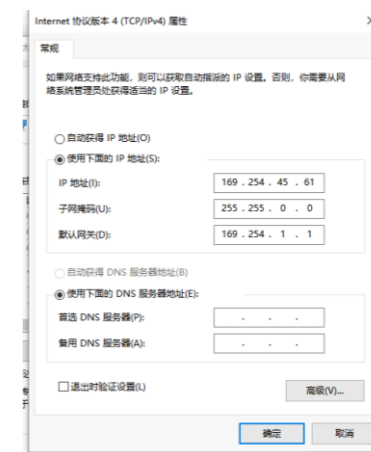 Internet 协议版本 4 (TCP/IPv4) 属性
常规
如果网络支持此功能，则可以获取自动指派的 IP 设置。否则，你需要从网
络系统管理员处获得适当的 IP 设置。
自动获得 IP 地址(O)
使用下面的 IP 地址(S):
IP 地址(I): 169 . 254 . 45 . 61
子网掩码(U): 255 . 255 . 0 . 0
默认网关(D): 169 . 254 . 1 . 1
自动获得 DNS 服务器地址(B)
使用下面的 DNS 服务器地址(E):
首选 DNS 服务器(P): . . .
备用 DNS 服务器(A): . . .
退出时验证设置(L)
高级(V)...
确定 取消